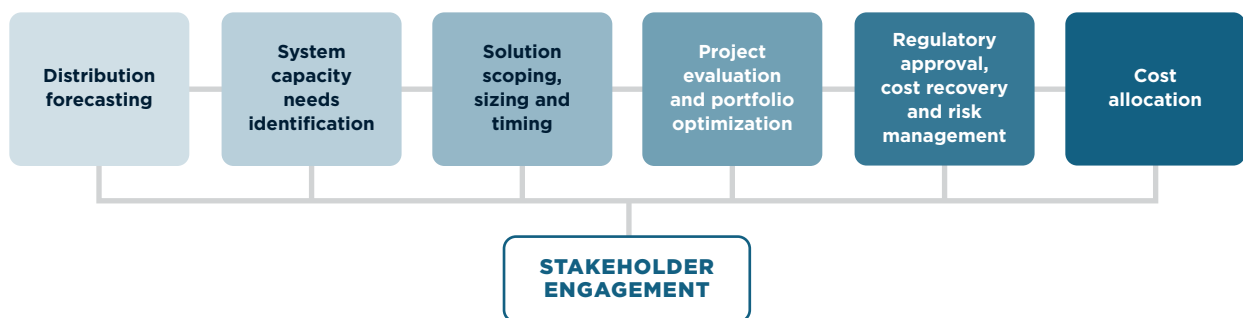 Distribution
forecasting
System
capacity
needs
identification
Solution
scoping,
sizing and
timing
Project
evaluation
and portfolio
optimization
Regulatory
approval,
cost recovery
and risk
management
Cost
allocation
STAKEHOLDER
ENGAGEMENT